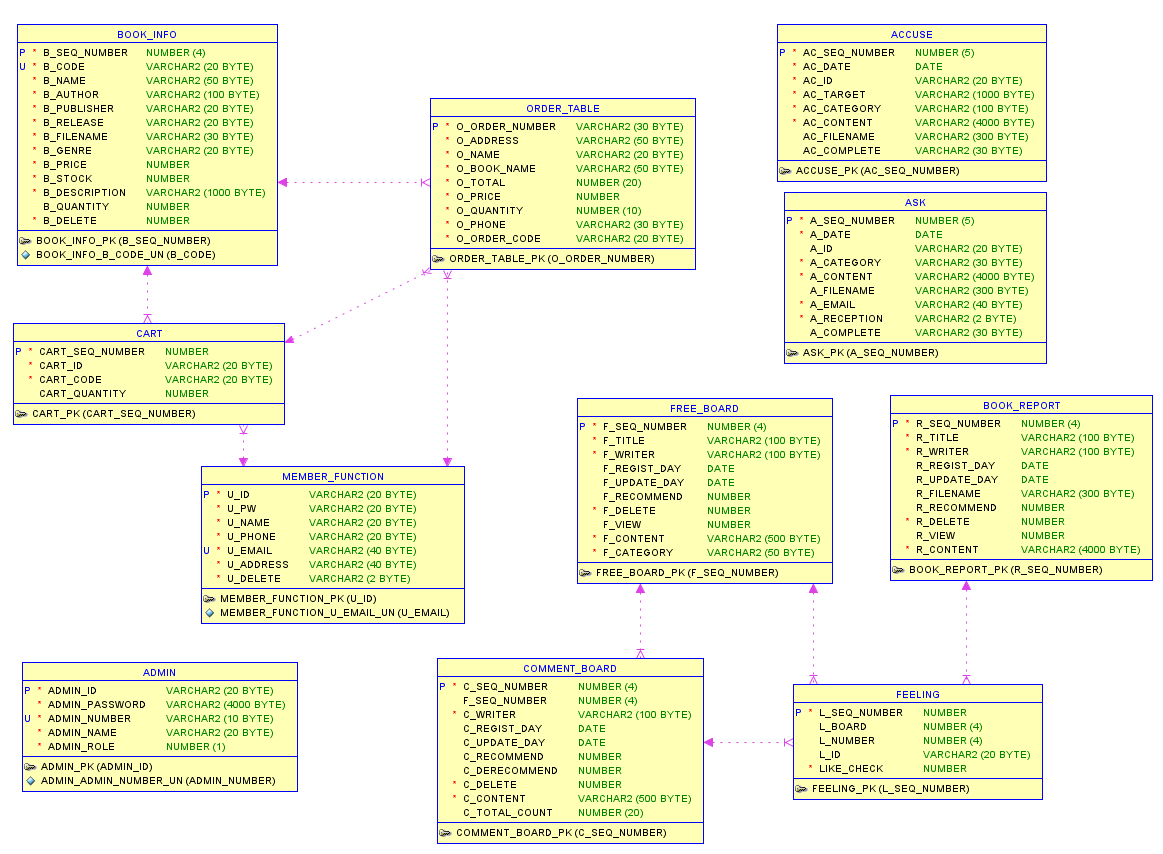 BOOK_INFO
P * B_SEQ_NUMBER NUMBER (4)
U * B_CODE VARCHAR2 (20 BYTE)
* B_NAME VARCHAR2 (50 BYTE)
* B_AUTHOR VARCHAR2 (100 BYTE)
* B_PUBLISHER VARCHAR2 (20 BYTE)
* B_RELEASE VARCHAR2 (20 BYTE)
* B_FILENAME VARCHAR2 (30 BYTE)
* B_GENRE VARCHAR2 (20 BYTE)
* B_PRICE NUMBER
* B_STOCK NUMBER
* B_DESCRIPTION VARCHAR2 (1000 BYTE)
B_QUANTITY NUMBER
* B_DELETE NUMBER
BOOK_INFO_PK (B_SEQ_NUMBER)
BOOK_INFO_B_CODE_UN (B_CODE)
ORDER_TABLE
P * O_ORDER_NUMBER VARCHAR2 (30 BYTE)
* O_ADDRESS VARCHAR2 (50 BYTE)
* O_NAME VARCHAR2 (20 BYTE)
* O_BOOK_NAME VARCHAR2 (50 BYTE)
* O_TOTAL NUMBER (20)
* O_PRICE NUMBER
* O_QUANTITY NUMBER (10)
* O_PHONE VARCHAR2 (30 BYTE)
* O_ORDER_CODE VARCHAR2 (20 BYTE)
ORDER_TABLE_PK (O_ORDER_NUMBER)
ACCUSE
P * AC_SEQ_NUMBER NUMBER (5)
* AC_DATE DATE
* AC_ID VARCHAR2 (20 BYTE)
* AC_TARGET VARCHAR2 (1000 BYTE)
* AC_CATEGORY VARCHAR2 (100 BYTE)
* AC_CONTENT VARCHAR2 (4000 BYTE)
AC_FILENAME VARCHAR2 (300 BYTE)
AC_COMPLETE VARCHAR2 (30 BYTE)
ACCUSE_PK (AC_SEQ_NUMBER)
ASK
P * A_SEQ_NUMBER NUMBER (5)
* A_DATE DATE
A_ID VARCHAR2 (20 BYTE)
* A_CATEGORY VARCHAR2 (30 BYTE)
* A_CONTENT VARCHAR2 (4000 BYTE)
A_FILENAME VARCHAR2 (300 BYTE)
* A_EMAIL VARCHAR2 (40 BYTE)
* A_RECEPTION VARCHAR2 (2 BYTE)
A_COMPLETE VARCHAR2 (30 BYTE)
ASK_PK (A_SEQ_NUMBER)
CART
P * CART_SEQ_NUMBER NUMBER
* CART_ID VARCHAR2 (20 BYTE)
* CART_CODE VARCHAR2 (20 BYTE)
CART_QUANTITY NUMBER
CART_PK (CART_SEQ_NUMBER)
MEMBER_FUNCTION
P * U_ID VARCHAR2 (20 BYTE)
* U_PW VARCHAR2 (20 BYTE)
* U_NAME VARCHAR2 (20 BYTE)
* U_PHONE VARCHAR2 (20 BYTE)
U * U_EMAIL VARCHAR2 (40 BYTE)
* U_ADDRESS VARCHAR2 (40 BYTE)
* U_DELETE VARCHAR2 (2 BYTE)
MEMBER_FUNCTION_PK (U_ID)
MEMBER_FUNCTION_U_EMAIL_UN (U_EMAIL)
FREE_BOARD
P * F_SEQ_NUMBER NUMBER (4)
* F_TITLE VARCHAR2 (100 BYTE)
* F_WRITER VARCHAR2 (100 BYTE)
F_REGIST_DAY DATE
F_UPDATE_DAY DATE
F_RECOMMEND NUMBER
* F_DELETE NUMBER
F_VIEW NUMBER
* F_CONTENT VARCHAR2 (500 BYTE)
* F_CATEGORY VARCHAR2 (50 BYTE)
FREE_BOARD_PK (F_SEQ_NUMBER)
BOOK_REPORT
P * R_SEQ_NUMBER NUMBER (4)
* R_TITLE VARCHAR2 (100 BYTE)
* R_WRITER VARCHAR2 (100 BYTE)
R_REGIST_DAY DATE
R_UPDATE_DAY DATE
R_FILENAME VARCHAR2 (300 BYTE)
R_RECOMMEND NUMBER
* R_DELETE NUMBER
R_VIEW NUMBER
* R_CONTENT VARCHAR2 (4000 BYTE)
BOOK_REPORT_PK (R_SEQ_NUMBER)
ADMIN
P * ADMIN_ID VARCHAR2 (20 BYTE)
* ADMIN_PASSWORD VARCHAR2 (4000 BYTE)
U * ADMIN_NUMBER VARCHAR2 (10 BYTE)
* ADMIN_NAME VARCHAR2 (20 BYTE)
* ADMIN_ROLE NUMBER (1)
ADMIN_PK (ADMIN_ID)
ADMIN_ADMIN_NUMBER_UN (ADMIN_NUMBER)
COMMENT_BOARD
P * C_SEQ_NUMBER NUMBER (4)
F_SEQ_NUMBER NUMBER (4)
* C_WRITER VARCHAR2 (100 BYTE)
C_REGIST_DAY DATE
C_UPDATE_DAY DATE
C_RECOMMEND NUMBER
C_DERECOMMEND NUMBER
* C_DELETE NUMBER
* C_CONTENT VARCHAR2 (500 BYTE)
C_TOTAL_COUNT NUMBER (20)
COMMENT_BOARD_PK (C_SEQ_NUMBER)
FEELING
P * L_SEQ_NUMBER NUMBER
L_BOARD NUMBER (4)
L_NUMBER NUMBER (4)
L_ID VARCHAR2 (20 BYTE)
* LIKE_CHECK NUMBER
FEELING_PK (L_SEQ_NUMBER)